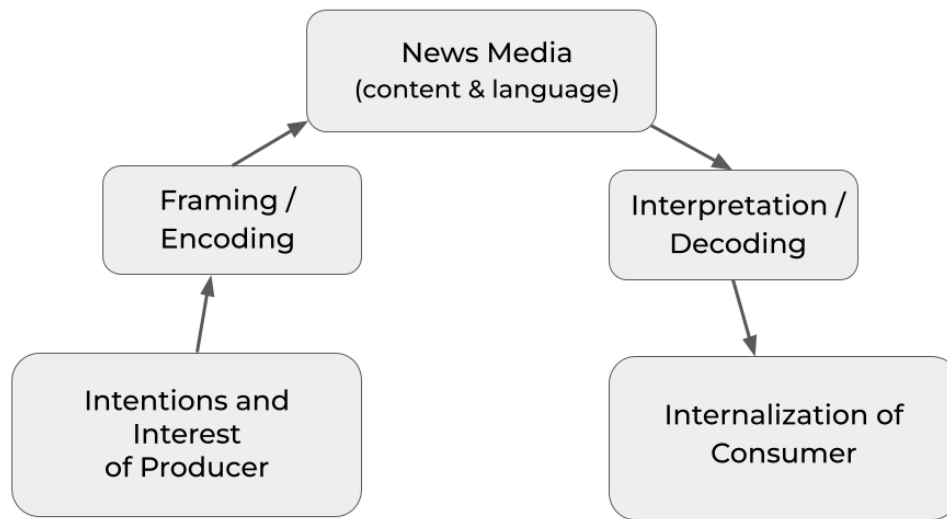 News Media
(content & language)
Framing /
Encoding
Interpretation /
Decoding
Intentions and
Interest
of Producer
Internalization of
Consumer